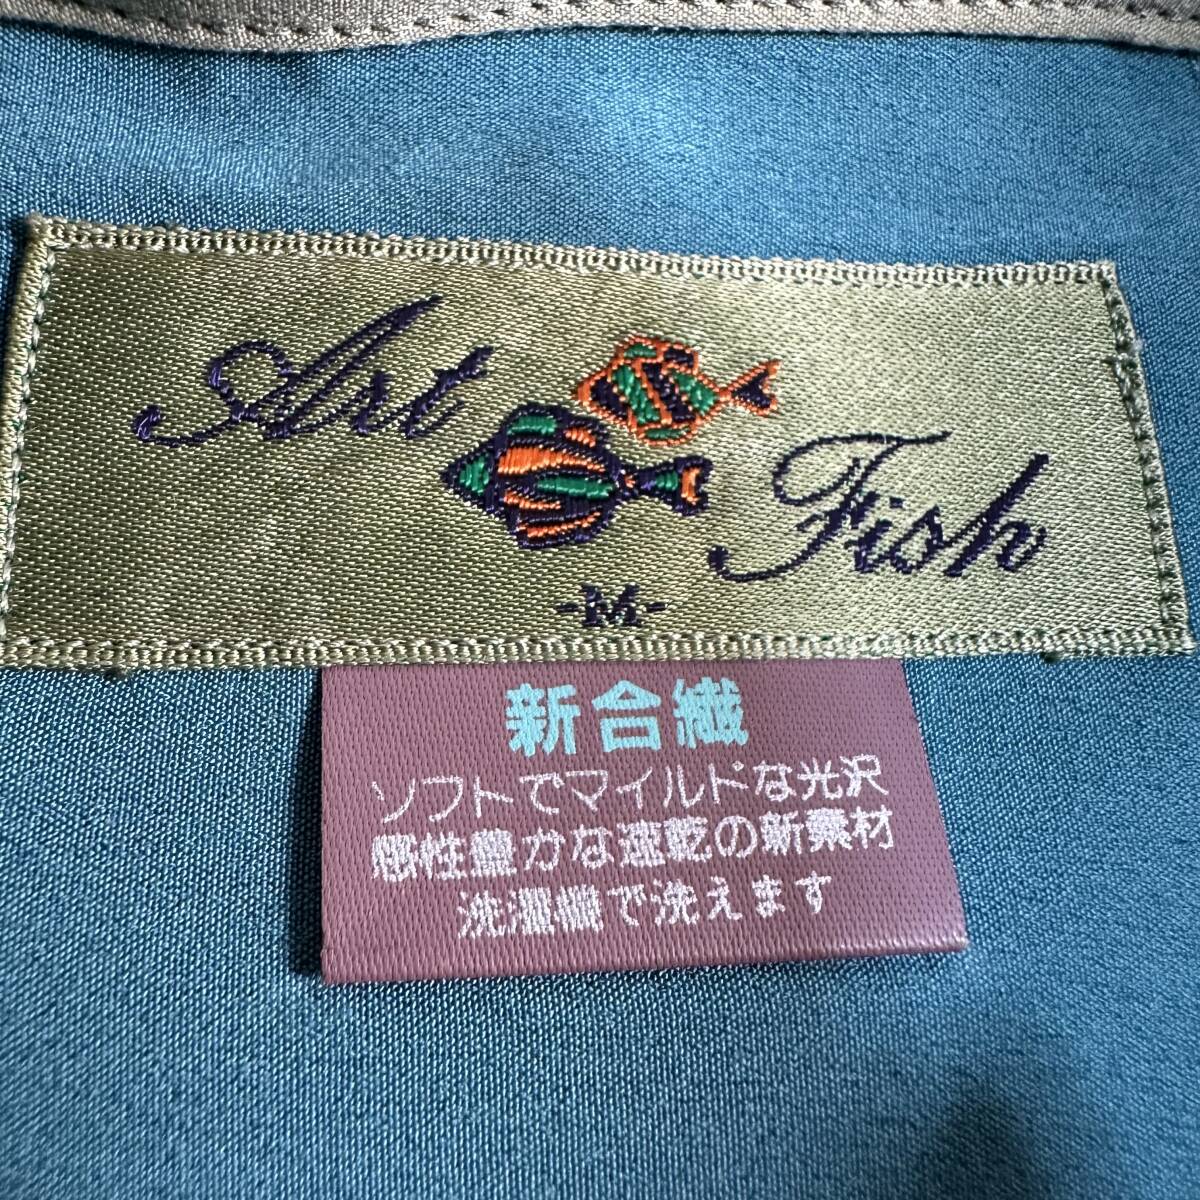 Art Fish
-M-
新合繊
ソフトでマイルドな光沢
感性豊かな速乾の新素材
洗濯機で洗えます